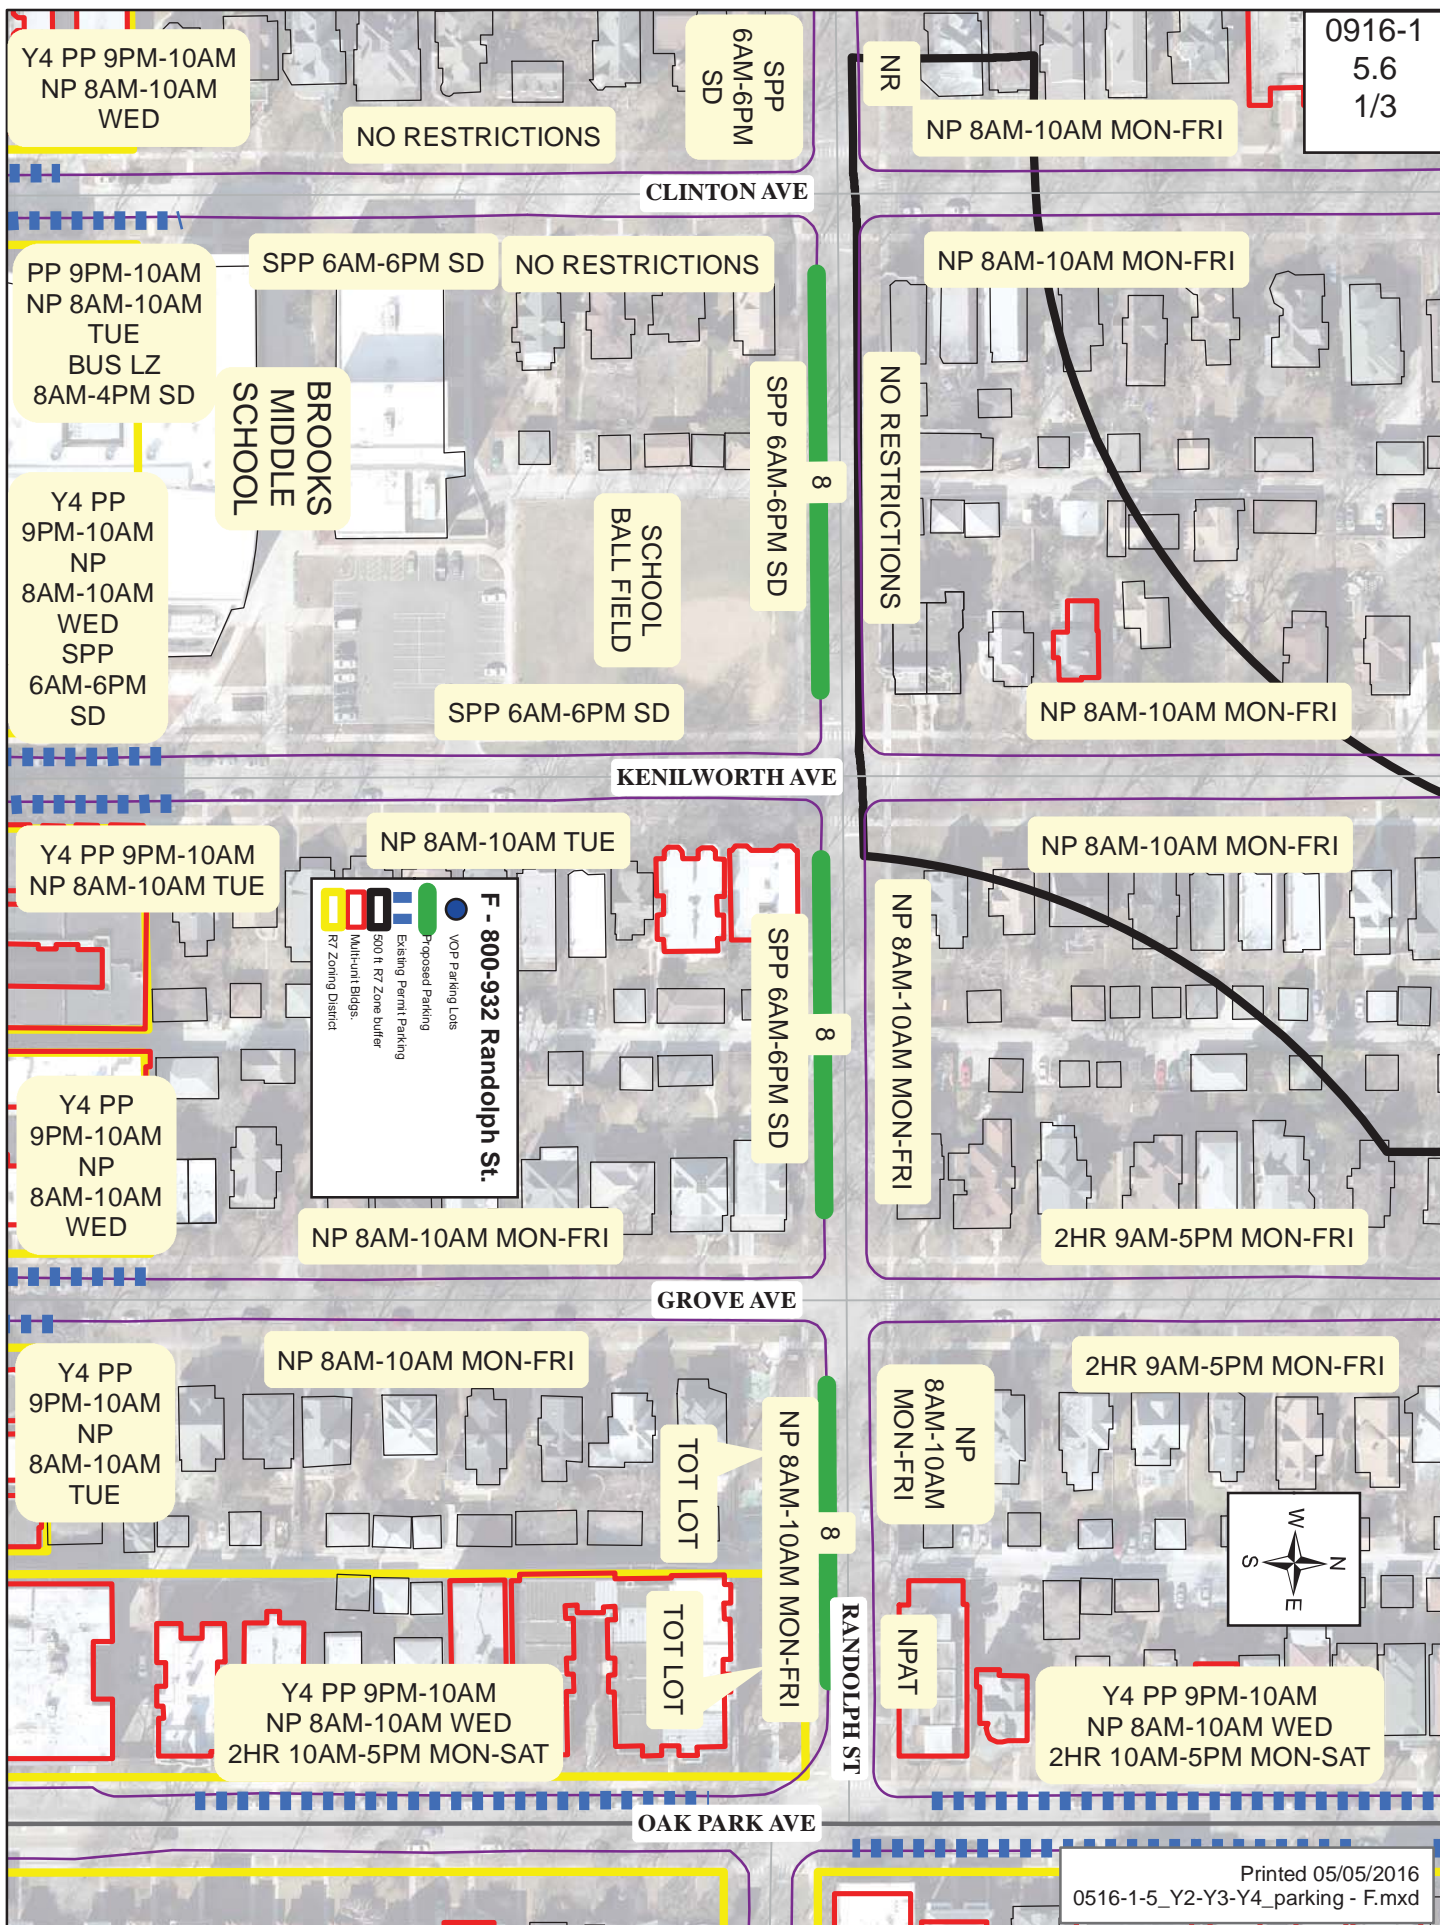 Y4 PP 9PM-10AM
NP 8AM-10AM
WED
NO RESTRICTIONS
SPP
6AM-6PM
SD
NR
NP 8AM-10AM MON-FRI
0916-1
5.6
1/3
CLINTON AVE
PP 9PM-10AM
NP 8AM-10AM
TUE
BUS LZ
8AM-4PM SD
SPP 6AM-6PM SD
NO RESTRICTIONS
NP 8AM-10AM MON-FRI
BROOKS
MIDDLE
SCHOOL
SPP 6AM-6PM SD
8
NO RESTRICTIONS
Y4 PP
9PM-10AM
NP
8AM-10AM
WED
SPP
6AM-6PM
SD
SCHOOL
BALL FIELD
SPP 6AM-6PM SD
NP 8AM-10AM MON-FRI
KENILWORTH AVE
Y4 PP 9PM-10AM
NP 8AM-10AM TUE
NP 8AM-10AM TUE
NP 8AM-10AM MON-FRI
F - 800-932 Randolph St.
VOP Parking Lots
Proposed Parking
Existing Permit Parking
500 ft R7 Zone buffer
Multi-unit Bldgs.
R7 Zoning District
SPP 6AM-6PM SD
8
NP 8AM-10AM MON-FRI
Y4 PP
9PM-10AM
NP
8AM-10AM
WED
NP 8AM-10AM MON-FRI
2HR 9AM-5PM MON-FRI
GROVE AVE
Y4 PP
9PM-10AM
NP
8AM-10AM
TUE
NP 8AM-10AM MON-FRI
TOT LOT
NP 8AM-10AM MON-FRI
8
NP
8AM-10AM
MON-FRI
2HR 9AM-5PM MON-FRI
W
N
S
E
TOT LOT
RANDOLPH ST
NPAT
Y4 PP 9PM-10AM
NP 8AM-10AM WED
2HR 10AM-5PM MON-SAT
Y4 PP 9PM-10AM
NP 8AM-10AM WED
2HR 10AM-5PM MON-SAT
OAK PARK AVE
Printed 05/05/2016
0516-1-5_Y2-Y3-Y4_parking - F.mxd